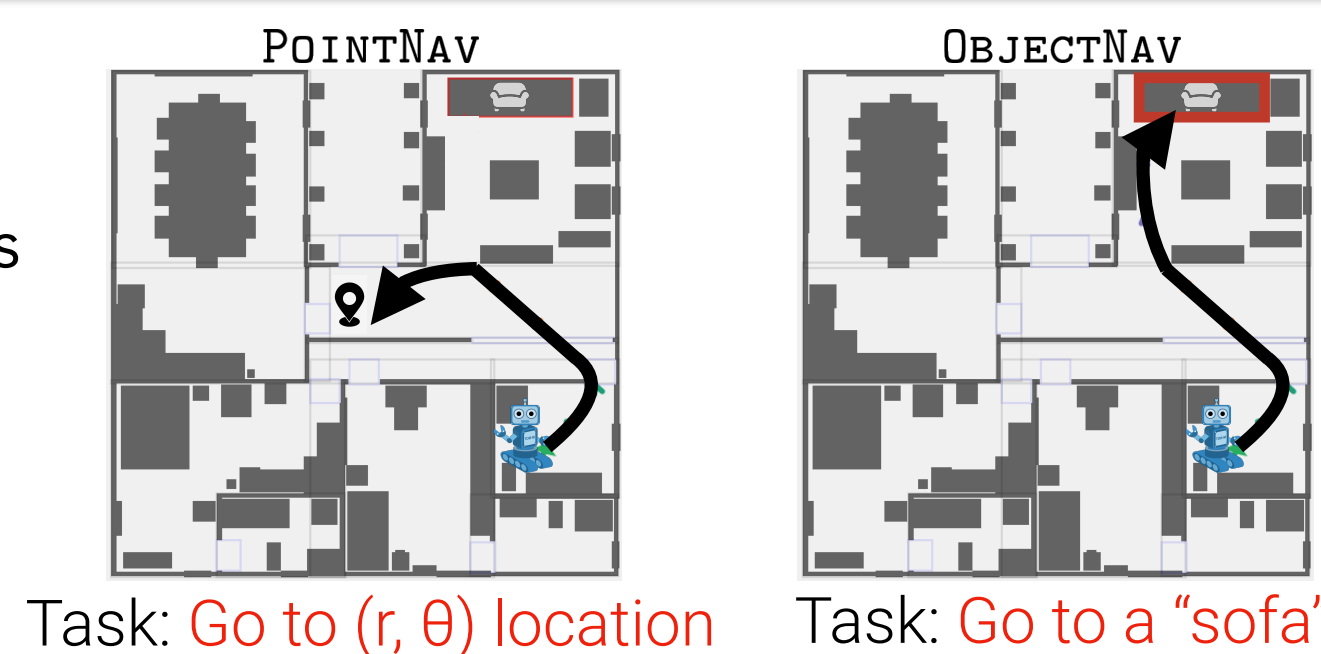 POINTNAV
OBJECTNAV
s
Task: Go to (r, θ) location
Task: Go to a “sofa”